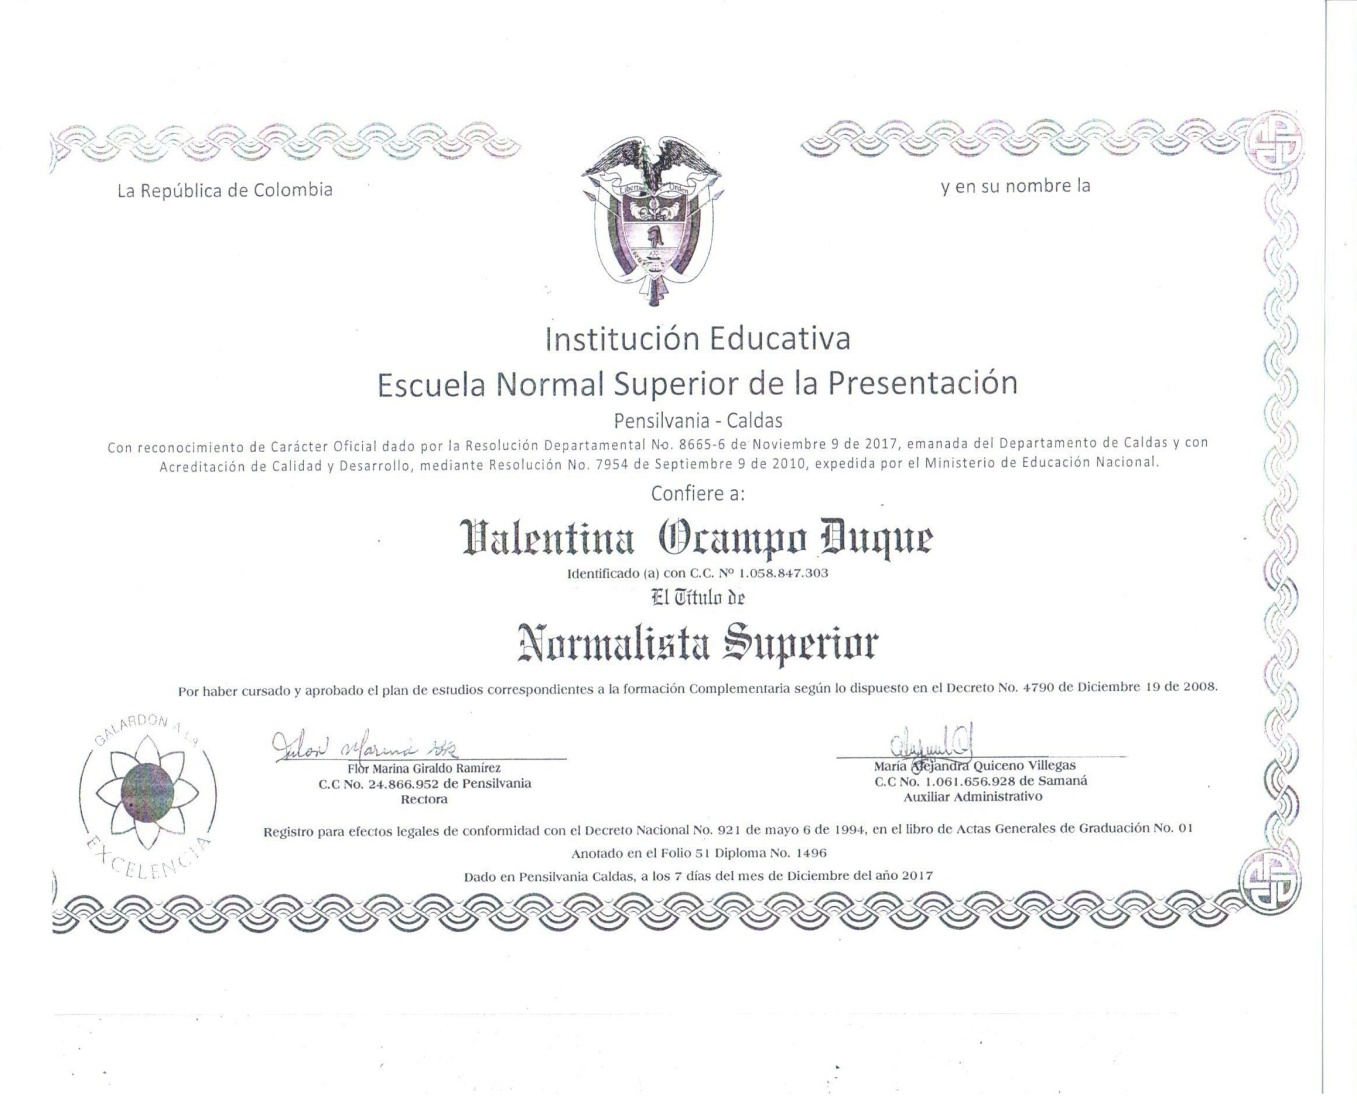 La República de Colombia
y en su nombre la
Libertad y Orden
Institución Educativa
Escuela Normal Superior de la Presentación
Pensilvania - Caldas
Con reconocimiento de Carácter Oficial dado por la Resolución Departamental No. 8665-6 de Noviembre 9 de 2017, emanada del Departamento de Caldas y con
Acreditación de Calidad y Desarrollo, mediante Resolución No. 7954 de Septiembre 9 de 2010, expedida por el Ministerio de Educación Nacional.
Confiere a:
Valentina Ocampo Duque
Identificado (a) con C.C. Nº 1.058.847.303
El Título de
Normalista Superior
Por haber cursado y aprobado el plan de estudios correspondientes a la formación Complementaria según lo dispuesto en el Decreto No. 4790 de Diciembre 19 de 2008.
GALARDON A LA
EXCELENCIA
Flor Marina Giraldo Ramírez
C.C No. 24.866.952 de Pensilvania
Rectora
María Alejandra Quiceno Villegas
C.C No. 1.061.656.928 de Samaná
Auxiliar Administrativo
Registro para efectos legales de conformidad con el Decreto Nacional No. 921 de mayo 6 de 1994, en el libro de Actas Generales de Graduación No. 01
Anotado en el Folio 51 Diploma No. 1496
Dado en Pensilvania Caldas, a los 7 días del mes de Diciembre del año 2017